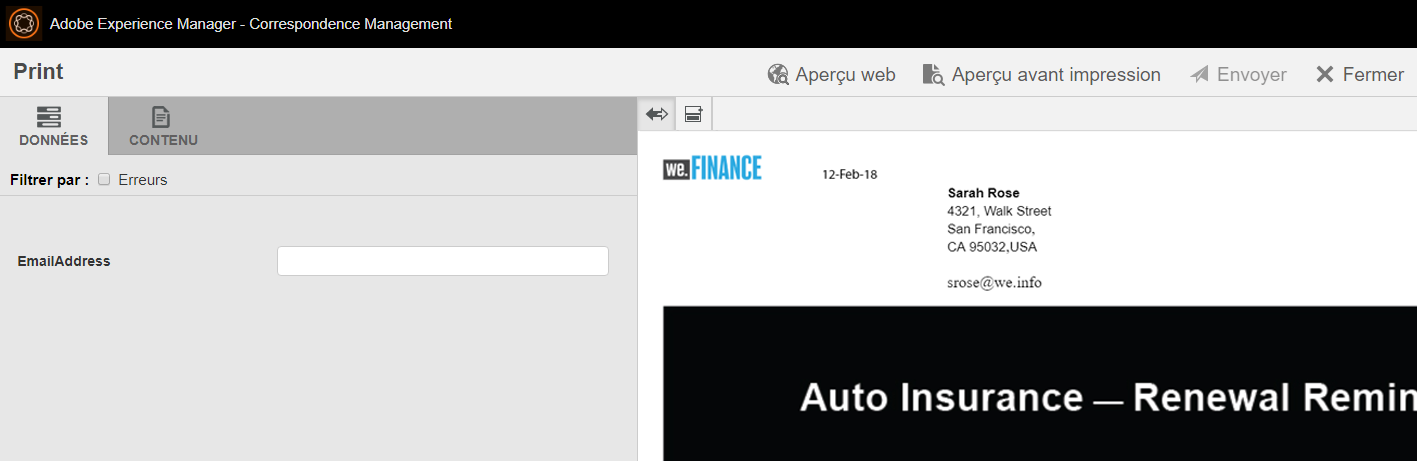 Adobe Experience Manager - Correspondence Management
Print
Aperçu web
Aperçu avant impression
Envoyer
Fermer
DONNÉES
CONTENU
Filtrer par : Erreurs
EmailAddress
we.FINANCE
12-Feb-18
Sarah Rose
4321, Walk Street
San Francisco,
CA 95032,USA
srose@we.info
Auto Insurance — Renewal Remin